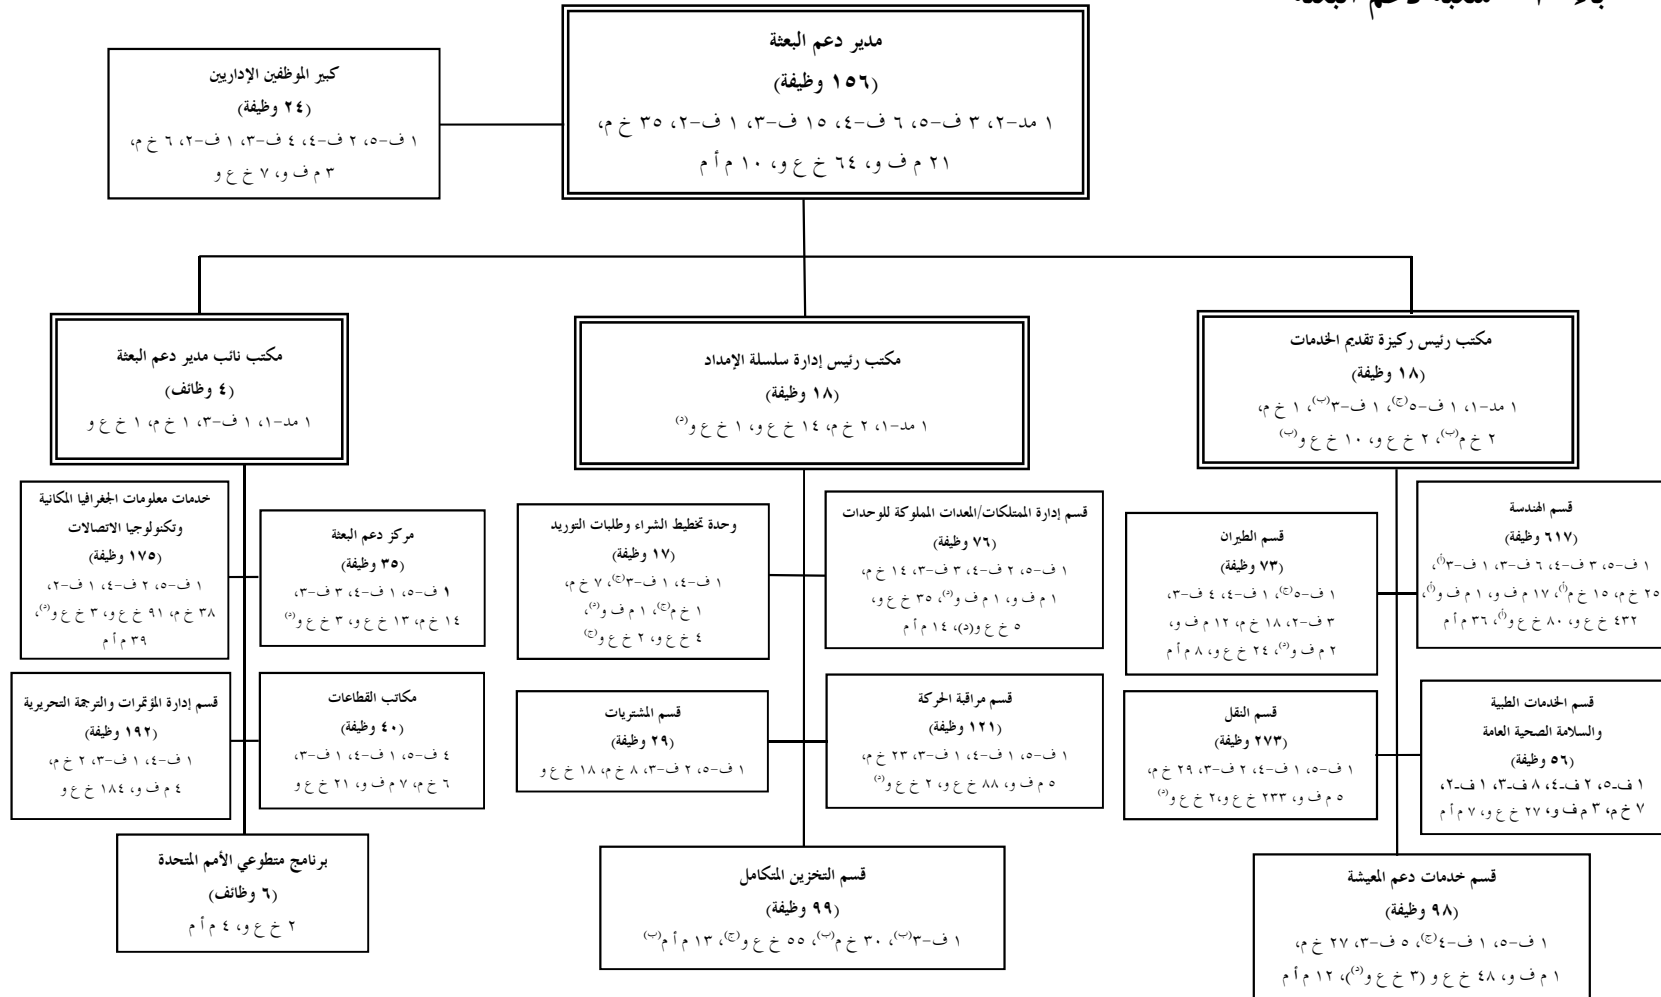 مدير دعم البعثة
(١٥٦ وظيفة)
١ مد-٢، ٣ ف-٥، ٦ ف-٤، ١٥ ف-٣، ١ ف-٢، ٣٥ خ م،
٢١ م ف و، ٦٤ خ ع و، ١٠ م أ م
كبير الموظفين الإداريين
(٢٤ وظيفة)
١ ف-٥، ٢ ف-٤، ٤ ف-٣، ١ ف-٢، ٦ خ م،
٣ م ف و، ٧ خ ع و
مكتب رئيس ركيزة تقديم الخدمات
(١٨ وظيفة)
١ مد-١، ١ ف-٥(ج)، ١ ف-٣(ب)، ١ خ م،
٢ خ م(ب)، ٢ خ ع و، ١٠ خ ع و(ب)
مكتب رئيس إدارة سلسلة الإمداد
(١٨ وظيفة)
١ مد-١، ٢ خ م، ١٤ خ ع و، ١ خ ع و(د)
مكتب نائب مدير دعم البعثة
(٤ وظائف)
١ مد-١، ١ ف-٣، ١ خ م، ١ خ ع و
قسم الهندسة
(٦١٧ وظيفة)
١ ف-٥، ٣ ف-٤، ٦ ف-٣، ١ ف-٣(أ)،
٢٥ خ م، ١٥ خ م(أ)، ١٧ م ف و، ١ م ف و(أ)،
٤٣٢ خ ع و، ٨٠ خ ع و(أ)، ٣٦ م أ م
قسم الطيران
(٧٣ وظيفة)
١ ف-٥(ج)، ١ ف-٤، ٤ ف-٣،
٣ ف-٢، ١٨ خ م، ١٢ م ف و،
٢ م ف و(د)، ٢٤ خ ع و، ٨ م أ م
قسم إدارة الممتلكات/المعدات المملوكة للوحدات
(٧٦ وظيفة)
١ ف-٥، ٢ ف-٤، ٣ ف-٣، ١٤ خ م،
١ م ف و، ١ م ف و(د)، ٣٥ خ ع و،
٥ خ ع و(د)، ١٤ م أ م
وحدة تخطيط الشراء وطلبات التوريد
(١٧ وظيفة)
١ ف-٤، ١ ف-٣(ج)، ٧ خ م،
١ خ م(ج)، ١ م ف و(د)،
٤ خ ع و، ٢ خ ع و(ج)
مركز دعم البعثة
(٣٥ وظيفة)
١ ف-٥، ١ ف-٤، ٣ ف-٣،
١٤ خ م، ١٣ خ ع و، ٣ خ ع و(د)
خدمات معلومات الجغرافيا المكانية
وتكنولوجيا الاتصالات
(١٧٥ وظيفة)
١ ف-٥، ٢ ف-٤، ١ ف-٢،
٣٨ خ م، ٩١ خ ع و، ٣ خ ع و(د)،
٣٩ م أ م
قسم الخدمات الطبية
والسلامة الصحية العامة
(٥٦ وظيفة)
١ ف-٥، ٢ ف-٤، ٨ ف-٣، ١ ف-٢،
٧ خ م، ٣ م ف و، ٢٧ خ ع و، ٧ م أ م
قسم النقل
(٢٧٣ وظيفة)
١ ف-٥، ١ ف-٤، ٢ ف-٣، ٢٩ خ م،
٥ م ف و، ٢٣٣ خ ع و، ٢ خ ع و(د)
قسم مراقبة الحركة
(١٢١ وظيفة)
١ ف-٥، ١ ف-٤، ١ ف-٣، ٢٣ خ م،
٥ م ف و، ٨٨ خ ع و، ٢ خ ع و(د)
قسم المشتريات
(٢٩ وظيفة)
١ ف-٥، ٢ ف-٣، ٨ خ م، ١٨ خ ع و
مكاتب القطاعات
(٤٠ وظيفة)
٤ ف-٥، ١ ف-٤، ١ ف-٣،
٦ خ م، ٧ م ف و، ٢١ خ ع و
قسم إدارة المؤتمرات والترجمة التحريرية
(١٩٢ وظيفة)
١ ف-٤، ١ ف-٣، ٢ خ م،
٤ م ف و، ١٨٤ خ ع و
قسم خدمات دعم المعيشة
(٩٨ وظيفة)
١ ف-٥، ١ ف-٤(ج)، ٥ ف-٣، ٢٧ خ م،
١ م ف و، ٤٨ خ ع و (٣ خ ع و(د))، ١٢ م أ م
قسم التخزين المتكامل
(٩٩ وظيفة)
١ ف-٣(ب)، ٣٠ خ م(ب)، ٥٥ خ ع و(ج)، ١٣ م أ م(ب)
برنامج متطوعي الأمم المتحدة
(٦ وظائف)
٢ خ ع و، ٤ م أ م